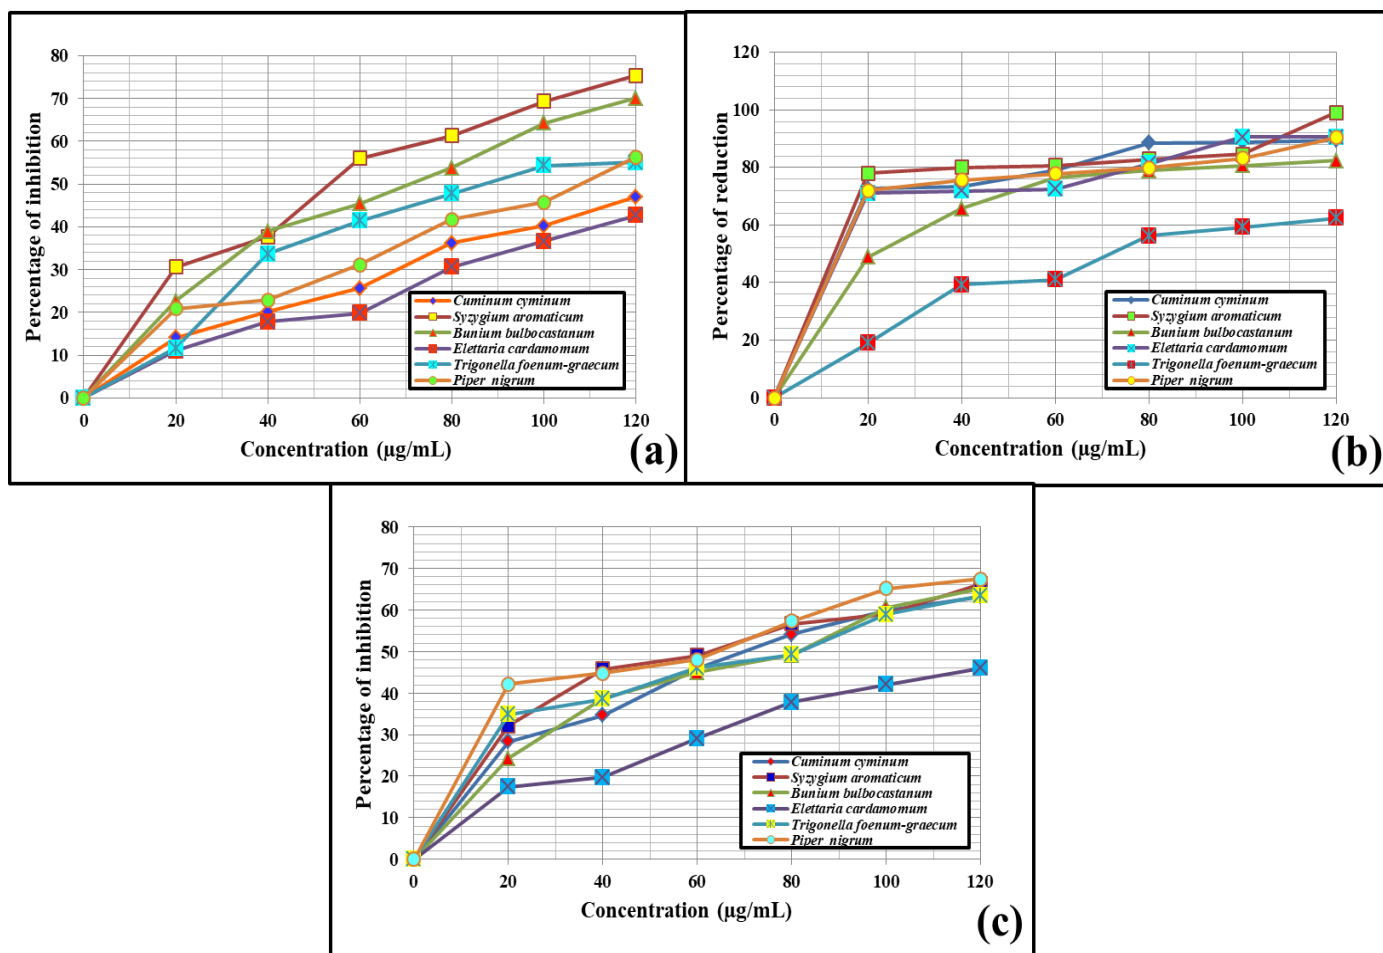 80
70
60
50
40
30
20
10
0
Percentage of inhibition
Cuminum cyminum
Syzygium aromaticum
Bunium bulbocastanum
Elettaria cardamomum
Trigonella foenum-graecum
Piper nigrum
0 20 40 60 80 100 120
Concentration (µg/mL)
(a)
120
100
80
60
40
20
0
Percentage of reduction
Cuminum cyminum
Syzygium aromaticum
Bunium bulbocastanum
Elettaria cardamomum
Trigonella foenum-graecum
Piper nigrum
0 20 40 60 80 100 120
Concentration (µg/mL)
(b)
80
70
60
50
40
30
20
10
0
Percentage of inhibition
Cuminum cyminum
Syzygium aromaticum
Bunium bulbocastanum
Elettaria cardamomum
Trigonella foenum-graecum
Piper nigrum
0 20 40 60 80 100 120
Concentration (µg/mL)
(c)